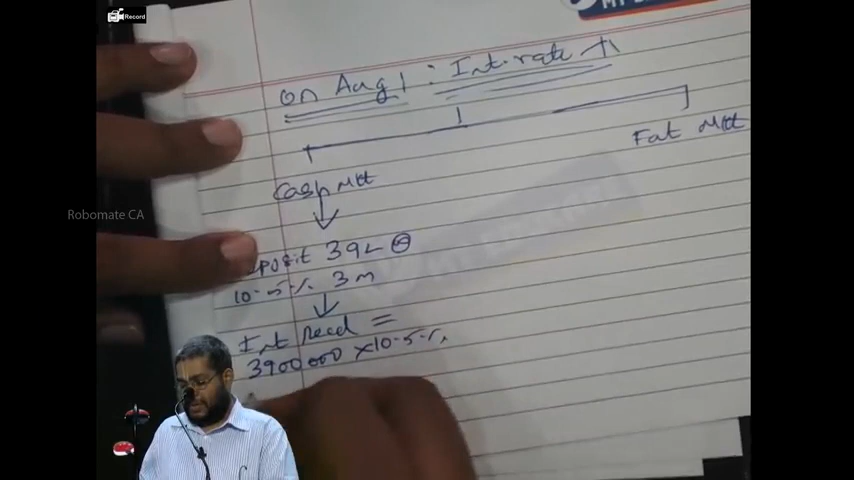 Record
on Aug 1 : Int. rate ↑
Cash Mkt
Fut Mkt
Deposit 39L @
10.5% 3m
Int Recd =
3900000 x 10.5%
Robomate CA